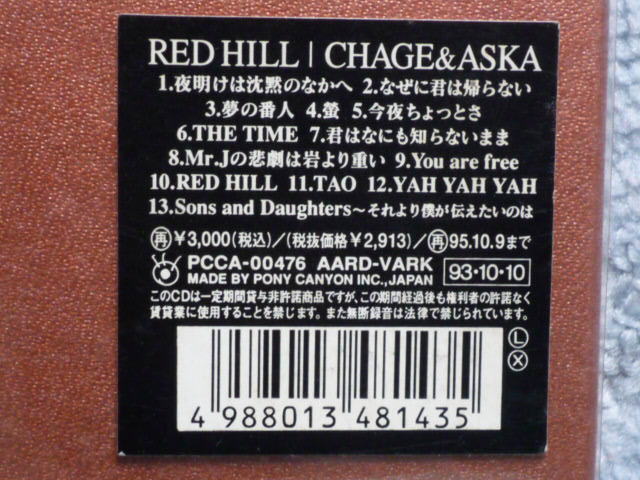 RED HILL | CHAGE&ASKA
1.夜明けは沈黙のなかへ 2.なぜに君は帰らない
3.夢の番人 4.螢 5.今夜ちょっとさ
6.THE TIME 7.君はなにも知らないまま
8.Mr.Jの悲劇は岩より重い 9.You are free
10.RED HILL 11.TAO 12.YAH YAH YAH
13.Sons and Daughters～それより僕が伝えたいのは
再¥3,000(税込)/(税抜価格¥2,913)/再95.10.9まで
PCCA-00476 AARD-VARK
MADE BY PONY CANYON INC.,JAPAN
93・10・10
このCDは一定期間貸与非許諾商品ですが、この期間経過後も権利者の許諾なく
賃貸業に使用することを禁じます。また無断録音は法律で禁じられています。
L
X
4 988013 481435